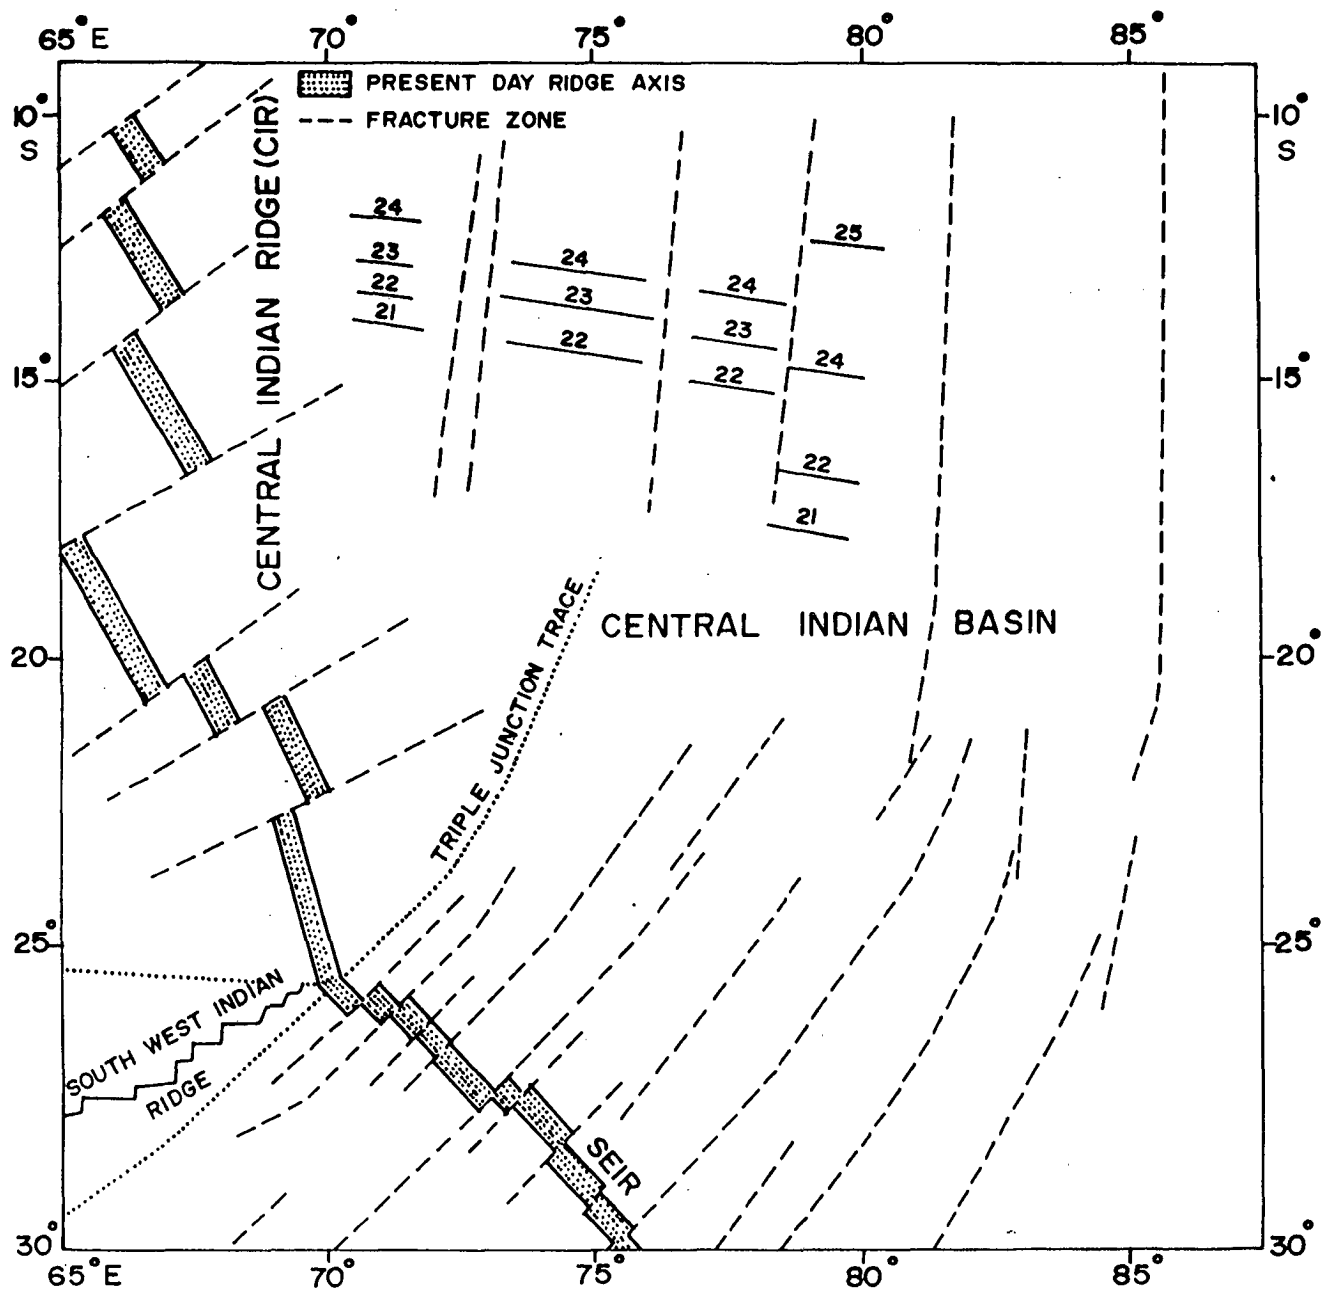 65°E 70° 75° 80° 85°
PRESENT DAY RIDGE AXIS
FRACTURE ZONE
10° S
10° S
CENTRAL INDIAN RIDGE (CIR)
24
23
22
21
24
23
22
24
23
22
25
24
22
21
15°
15°
CENTRAL INDIAN BASIN
TRIPLE JUNCTION TRACE
20°
20°
25°
25°
SOUTH WEST INDIAN
RIDGE
SEIR
30°
30°
65°E 70° 75° 80° 85°